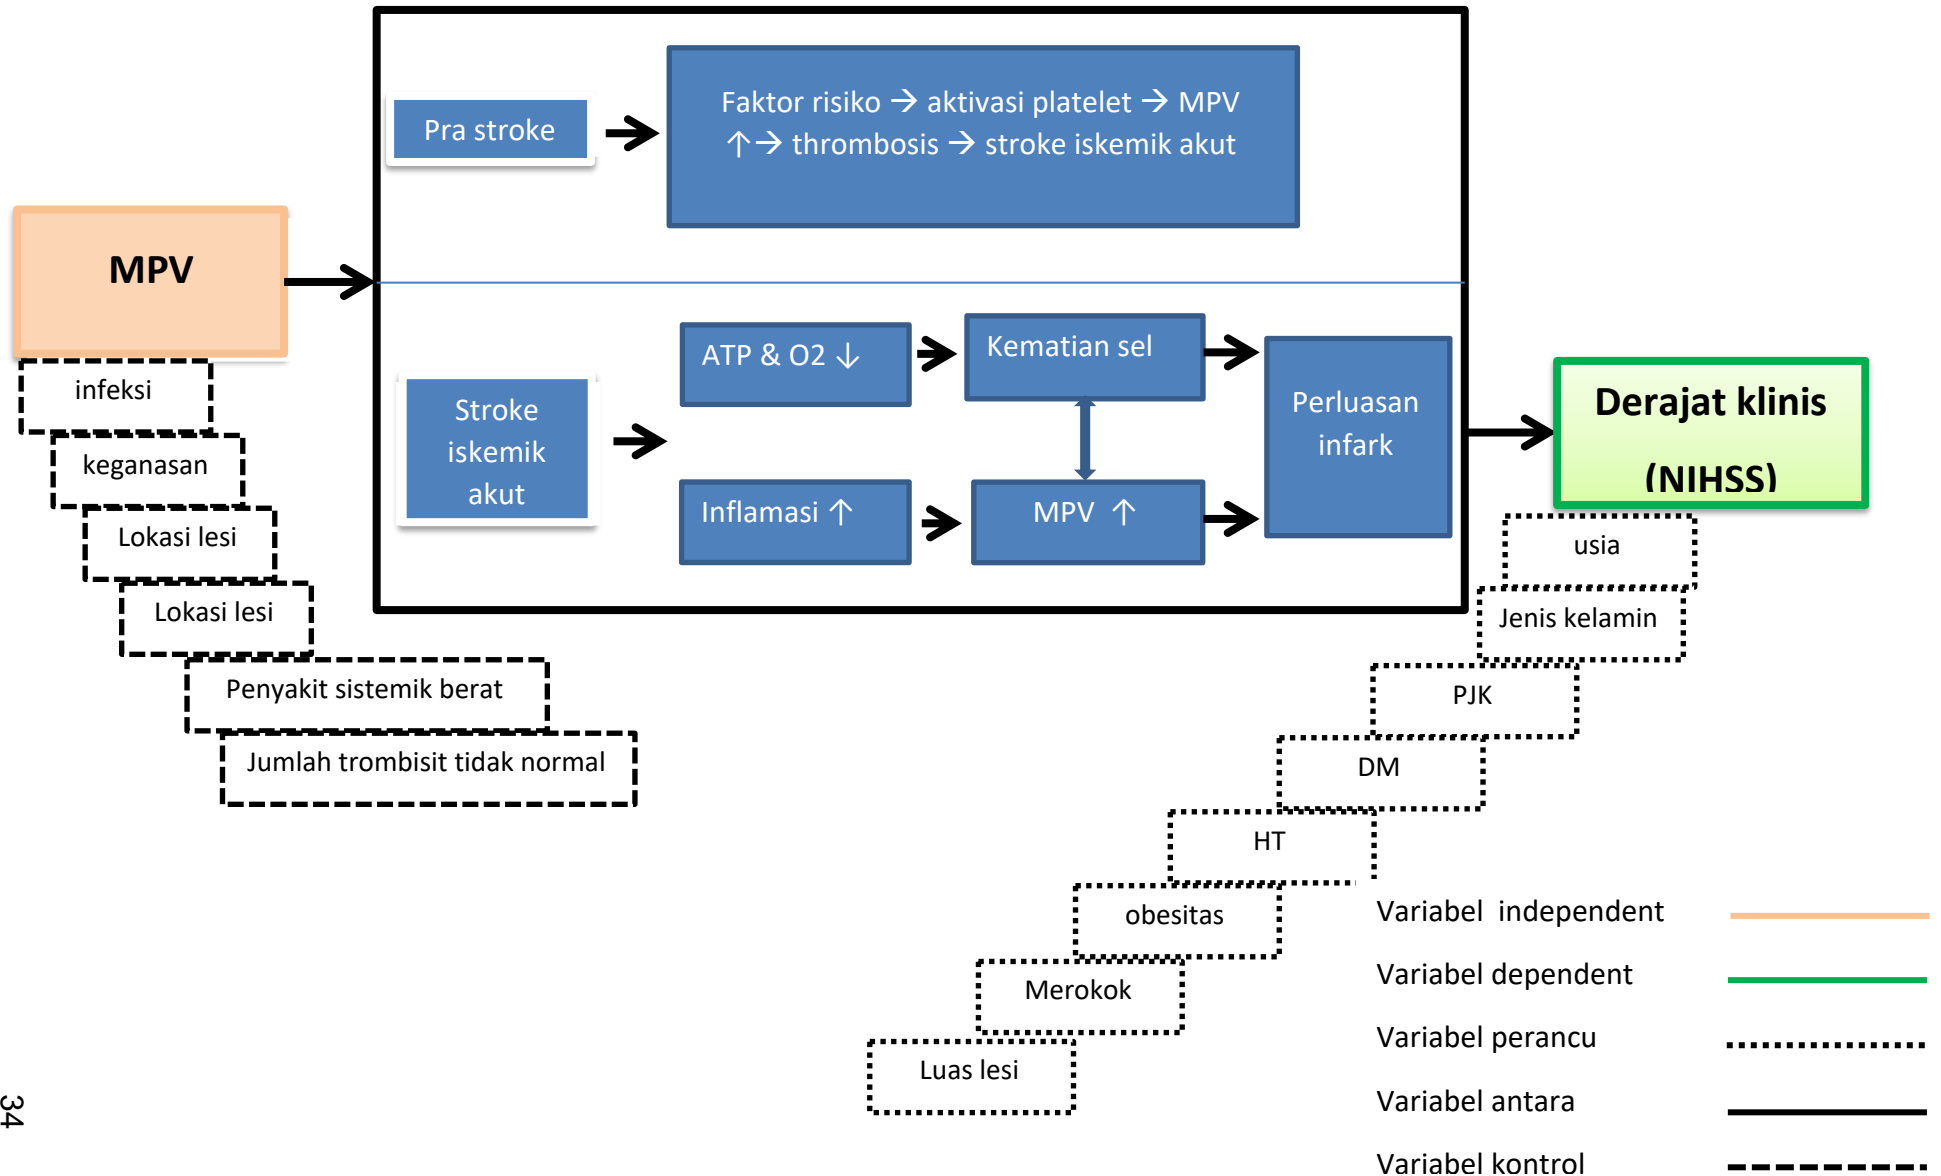 Pra stroke
Faktor risiko → aktivasi platelet → MPV
↑→ thrombosis → stroke iskemik akut
MPV
ATP & O2 ↓
Kematian sel
Stroke
iskemik
akut
Inflamasi ↑
MPV ↑
Perluasan
infark
Derajat klinis
(NIHSS)
infeksi
keganasan
Lokasi lesi
Lokasi lesi
Penyakit sistemik berat
Jumlah trombisit tidak normal
usia
Jenis kelamin
PJK
DM
HT
obesitas
Merokok
Luas lesi
Variabel independent
Variabel dependent
Variabel perancu
Variabel antara
Variabel kontrol
34